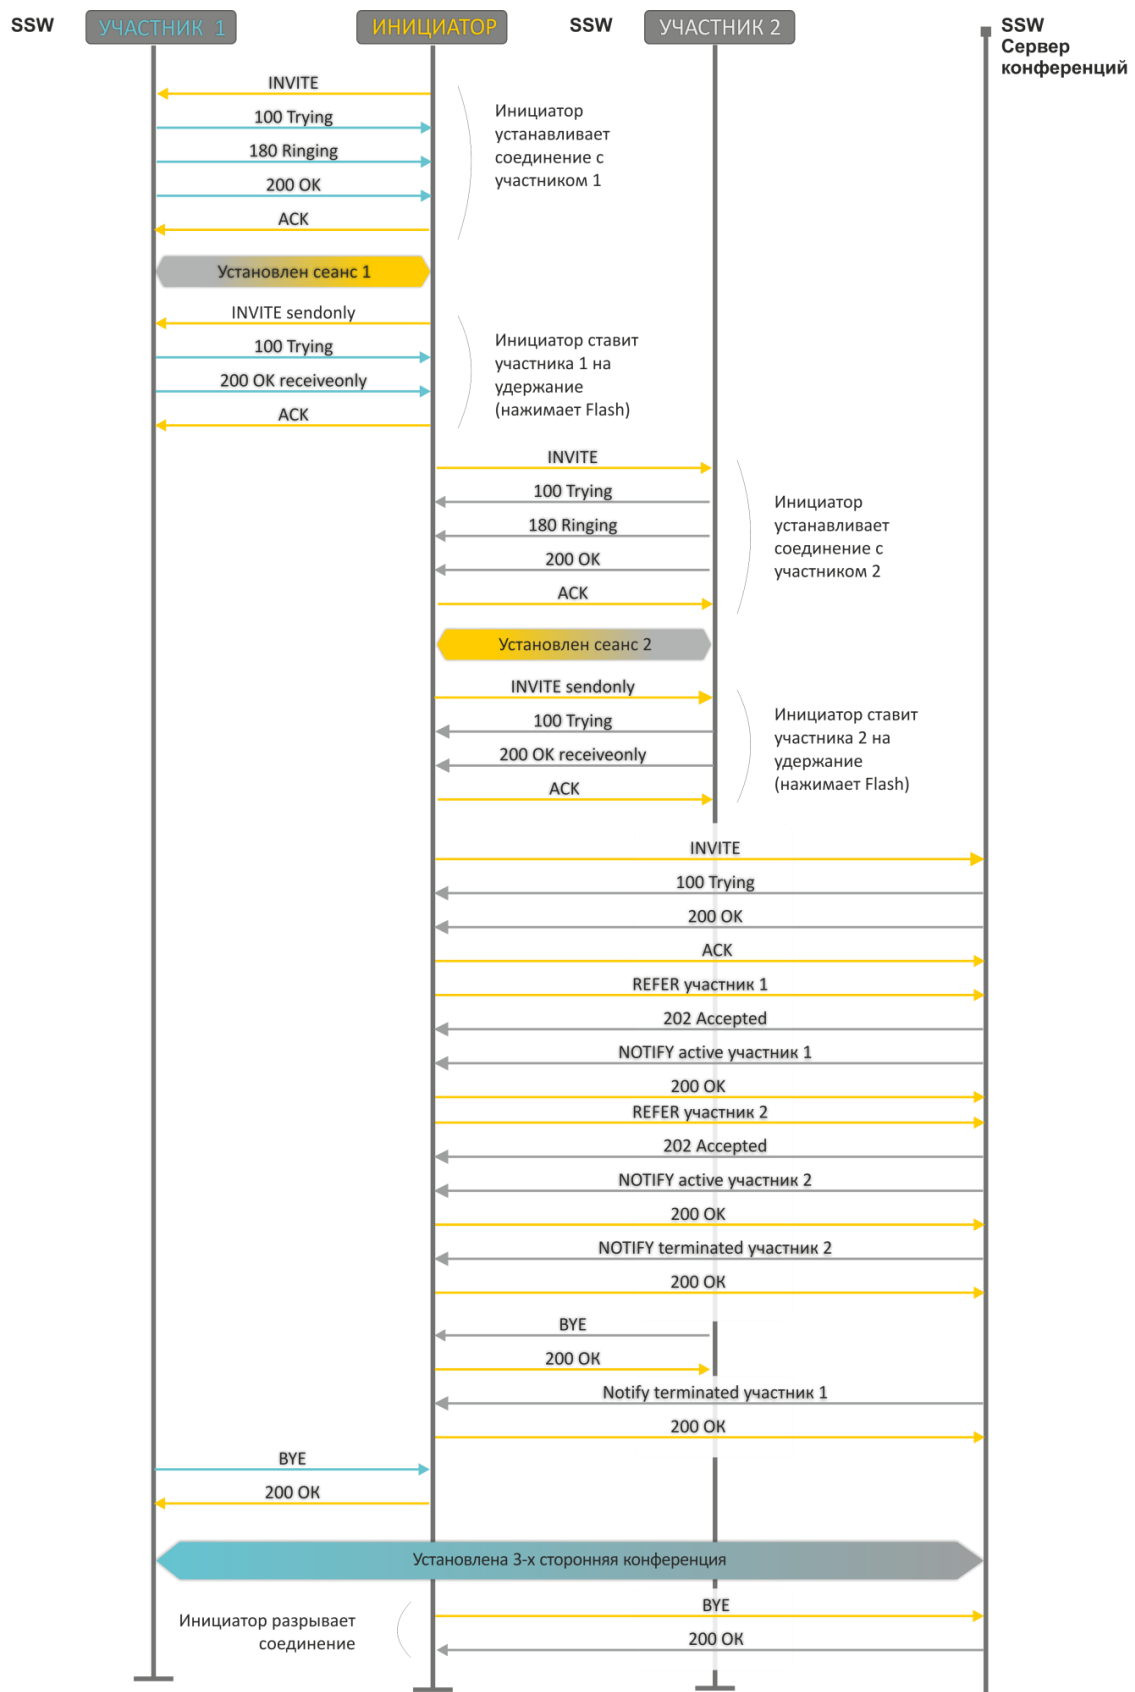 SSW
УЧАСТНИК 1
ИНИЦИАТОР
SSW
УЧАСТНИК 2
SSW
Сервер
конференций
INVITE
100 Trying
180 Ringing
200 OK
ACK
Инициатор
устанавливает
соединение с
участником 1
Установлен сеанс 1
INVITE sendonly
100 Trying
200 OK receiveonly
ACK
Инициатор ставит
участника 1 на
удержание
(нажимает Flash)
INVITE
100 Trying
180 Ringing
200 OK
ACK
Инициатор
устанавливает
соединение с
участником 2
Установлен сеанс 2
INVITE sendonly
100 Trying
200 OK receiveonly
ACK
Инициатор ставит
участника 2 на
удержание
(нажимает Flash)
INVITE
100 Trying
200 OK
ACK
REFER участник 1
202 Accepted
NOTIFY active участник 1
200 OK
REFER участник 2
202 Accepted
NOTIFY active участник 2
200 OK
NOTIFY terminated участник 2
200 OK
BYE
200 OK
Notify terminated участник 1
200 OK
BYE
200 OK
Установлена 3-х сторонняя конференция
Инициатор разрывает
соединение
BYE
200 OK